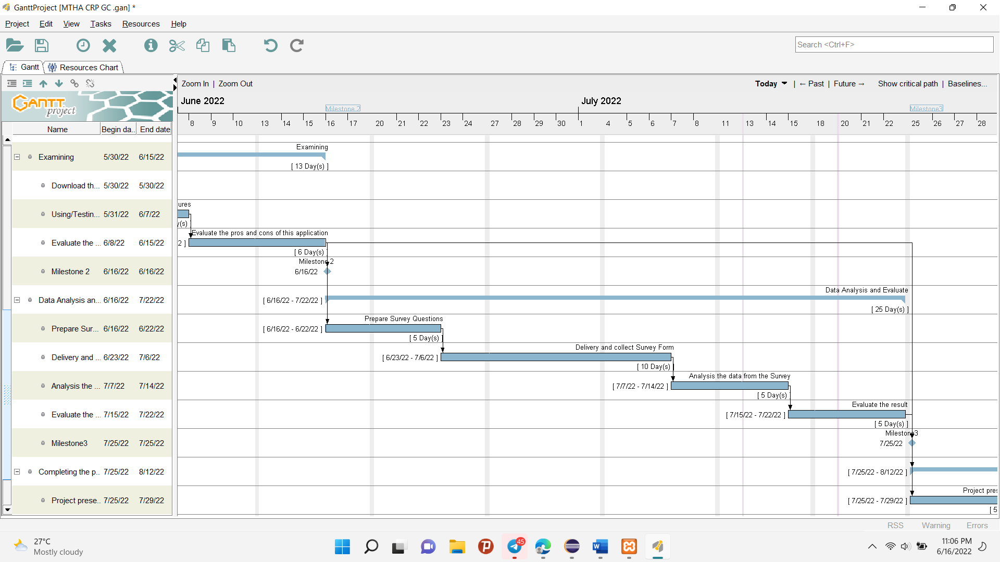 GanttProject [MTHA CRP GC .gan] *
Project Edit View Tasks Resources Help
Search <Ctrl+F>
Gantt Resources Chart
Zoom In | Zoom Out Today | ← Past | Future → Show critical path | Baselines...
GANTT project
June 2022 July 2022
Milestone 2 Milestone3
8 9 10 13 14 15 16 17 20 21 22 23 24 27 28 29 30 1 4 5 6 7 8 11 13 14 15 18 20 21 22 25 26 27 28
Name Begin da... End date
Examining
Examining 5/30/22 6/15/22
[ 13 Day(s) ]
Download th... 5/30/22 5/30/22
ures
Using/Testin... 5/31/22 6/7/22
y(s) ]
Evaluate the pros and cons of this application
Evaluate the ... 6/8/22 6/15/22 2 ]
[ 6 Day(s) ]
Milestone 2
Milestone 2 6/16/22 6/16/22 6/16/22
Data Analysis and Evaluate
Data Analysis an... 6/16/22 7/22/22 [ 6/16/22 - 7/22/22 ]
[ 25 Day(s) ]
Prepare Survey Questions
Prepare Sur... 6/16/22 6/22/22 [ 6/16/22 - 6/22/22 ]
[ 5 Day(s) ]
Delivery and collect Survey Form
Delivery and ... 6/23/22 7/6/22 [ 6/23/22 - 7/6/22 ]
[ 10 Day(s) ]
Analysis the data from the Survey
Analysis the ... 7/7/22 7/14/22 [ 7/7/22 - 7/14/22 ]
[ 5 Day(s) ]
Evaluate the result
Evaluate the ... 7/15/22 7/22/22 [ 7/15/22 - 7/22/22 ]
[ 5 Day(s) ]
Milestone3
Milestone3 7/25/22 7/25/22 7/25/22
Completing the p... 7/25/22 8/12/22 [ 7/25/22 - 8/12/22 ]
Project pres
Project prese... 7/25/22 7/29/22 [ 7/25/22 - 7/29/22 ]
[ 5
RSS Warning Errors
27°C
Mostly cloudy
45
11:06 PM
6/16/2022